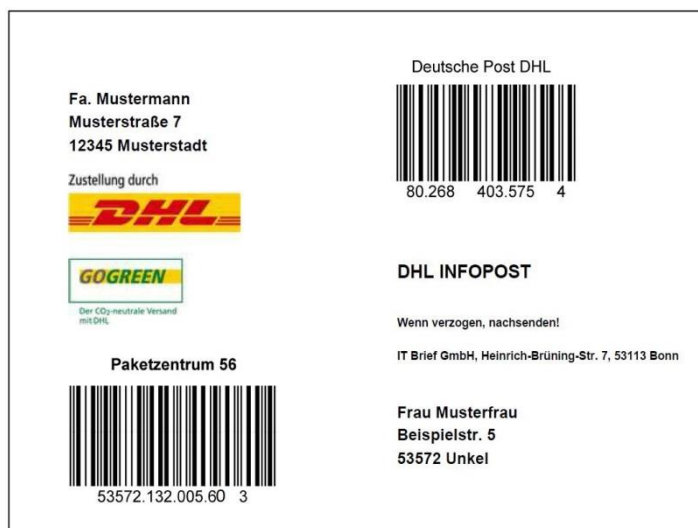 Fa. Mustermann
Musterstraße 7
12345 Musterstadt
Zustellung durch
DHL
GOGREEN
Der CO₂-neutrale Versand
mit DHL
Paketzentrum 56
53572.132.005.60 3
Deutsche Post DHL
80.268 403.575 4
DHL INFOPOST
Wenn verzogen, nachsenden!
IT Brief GmbH, Heinrich-Brüning-Str. 7, 53113 Bonn
Frau Musterfrau
Beispielstr. 5
53572 Unkel